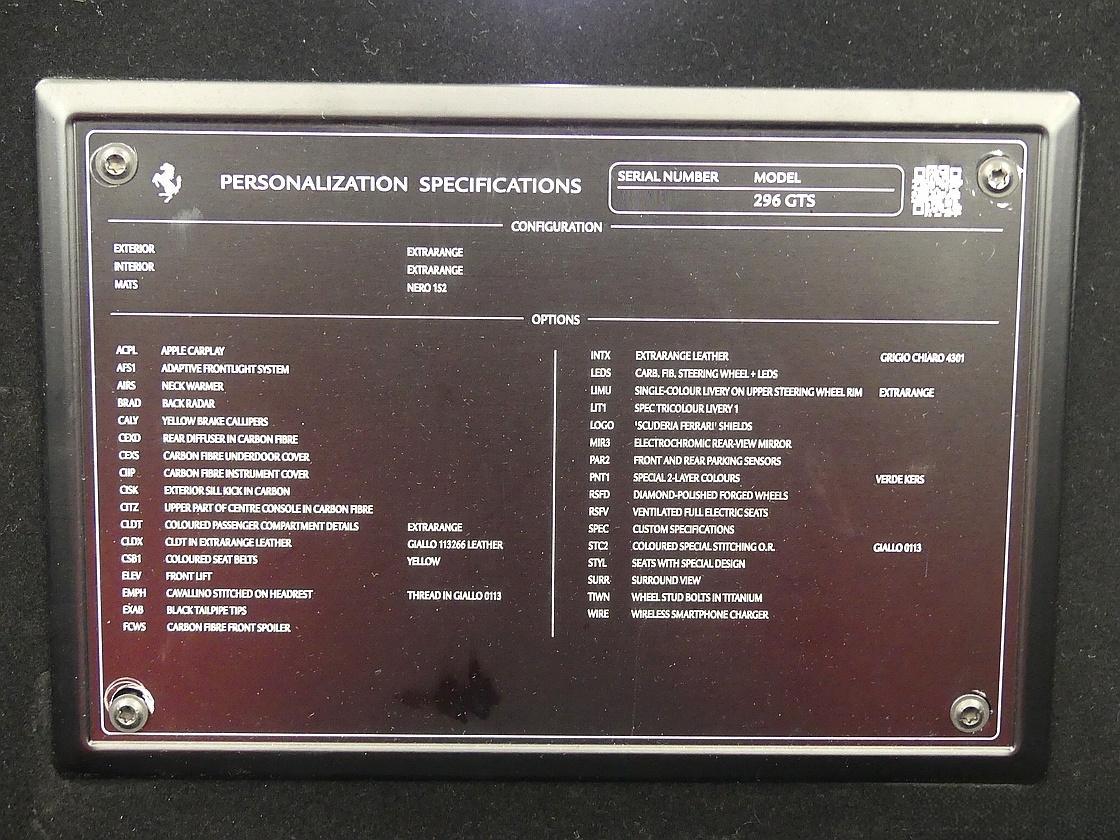 PERSONALIZATION SPECIFICATIONS
SERIAL NUMBER MODEL
296 GTS
CONFIGURATION
EXTERIOR EXTRARANGE
INTERIOR EXTRARANGE
MATS NERO 152
OPTIONS
ACPL APPLE CARPLAY
AFS1 ADAPTIVE FRONTLIGHT SYSTEM
AIRS NECK WARMER
BRAD BACK RADAR
CALY YELLOW BRAKE CALLIPERS
CEXD REAR DIFFUSER IN CARBON FIBRE
CEXS CARBON FIBRE UNDERDOOR COVER
CIIP CARBON FIBRE INSTRUMENT COVER
CISK EXTERIOR SILL KICK IN CARBON
CITZ UPPER PART OF CENTRE CONSOLE IN CARBON FIBRE
CLDT COLOURED PASSENGER COMPARTMENT DETAILS EXTRARANGE
CLDX CLDT IN EXTRARANGE LEATHER GIALLO 113266 LEATHER
CSB1 COLOURED SEAT BELTS YELLOW
ELEV FRONT LIFT
EMPH CAVALLINO STITCHED ON HEADREST THREAD IN GIALLO 0113
EXAB BLACK TAILPIPE TIPS
FCWS CARBON FIBRE FRONT SPOILER
INTX EXTRARANGE LEATHER GRIGIO CHIARO 4301
LEDS CARB. FIB. STEERING WHEEL + LEDS
LIMU SINGLE-COLOUR LIVERY ON UPPER STEERING WHEEL RIM EXTRARANGE
LIT1 SPEC TRICOLOUR LIVERY 1
LOGO 'SCUDERIA FERRARI' SHIELDS
MIR3 ELECTROCHROMIC REAR-VIEW MIRROR
PAR2 FRONT AND REAR PARKING SENSORS
PNT1 SPECIAL 2-LAYER COLOURS VERDE KERS
RSFD DIAMOND-POLISHED FORGED WHEELS
RSFV VENTILATED FULL ELECTRIC SEATS
SPEC CUSTOM SPECIFICATIONS
STC2 COLOURED SPECIAL STITCHING O.R. GIALLO 0113
STYL SEATS WITH SPECIAL DESIGN
SURR SURROUND VIEW
TIWN WHEEL STUD BOLTS IN TITANIUM
WIRE WIRELESS SMARTPHONE CHARGER